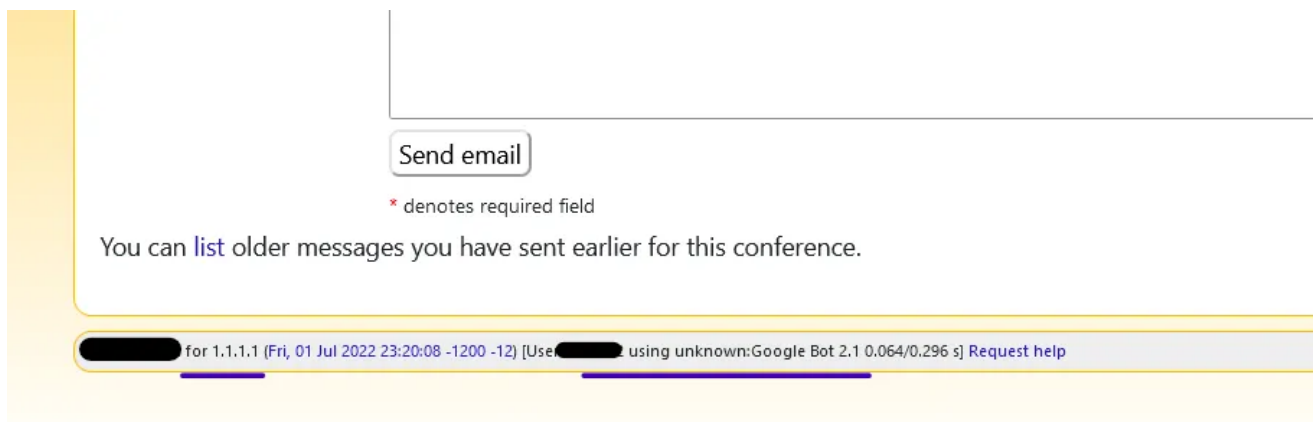 Send email
* denotes required field
You can list older messages you have sent earlier for this conference.
for 1.1.1.1 (Fri, 01 Jul 2022 23:20:08 -1200 -12) [Use using unknown:Google Bot 2.1 0.064/0.296 s] Request help